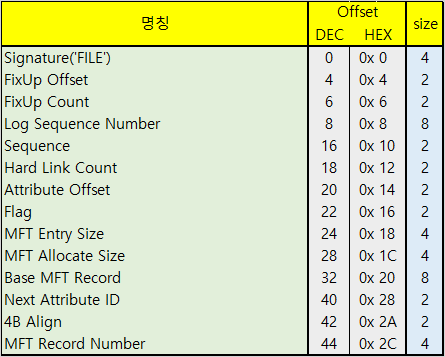 명칭 Offset size
DEC HEX
Signature('FILE') 0 0x 0 4
FixUp Offset 4 0x 4 2
FixUp Count 6 0x 6 2
Log Sequence Number 8 0x 8 8
Sequence 16 0x 10 2
Hard Link Count 18 0x 12 2
Attribute Offset 20 0x 14 2
Flag 22 0x 16 2
MFT Entry Size 24 0x 18 4
MFT Allocate Size 28 0x 1C 4
Base MFT Record 32 0x 20 8
Next Attribute ID 40 0x 28 2
4B Align 42 0x 2A 2
MFT Record Number 44 0x 2C 4